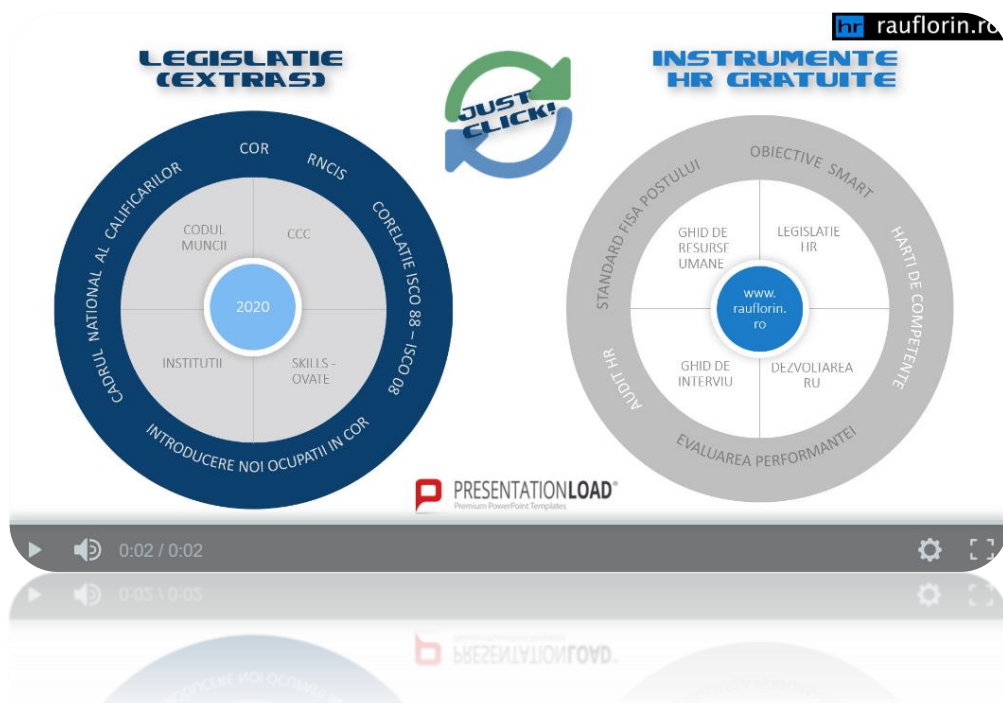 hr rauflorin.ro
LEGISLATIE
(EXTRAS)
JUST
CLICK!
INSTRUMENTE
HR GRATUITE
CADRUL NATIONAL AL CALIFICARILOR
COR
RNCIS
CORELATIE ISCO 88 – ISCO 08
INTRODUCERE NOI OCUPATII IN COR
CODUL
MUNCII
CCC
2020
INSTITUTII
SKILLS -
OVATE
STANDARD FISA POSTULUI
OBIECTIVE SMART
HARTI DE COMPETENTE
EVALUAREA PERFORMANTEI
AUDIT HR
GHID DE
RESURSE
UMANE
LEGISLATIE
HR
www.
rauflorin.
ro
GHID DE
INTERVIU
DEZVOLTAREA
RU
PRESENTATIONLOAD®
Premium PowerPoint Templates
0:02 / 0:02